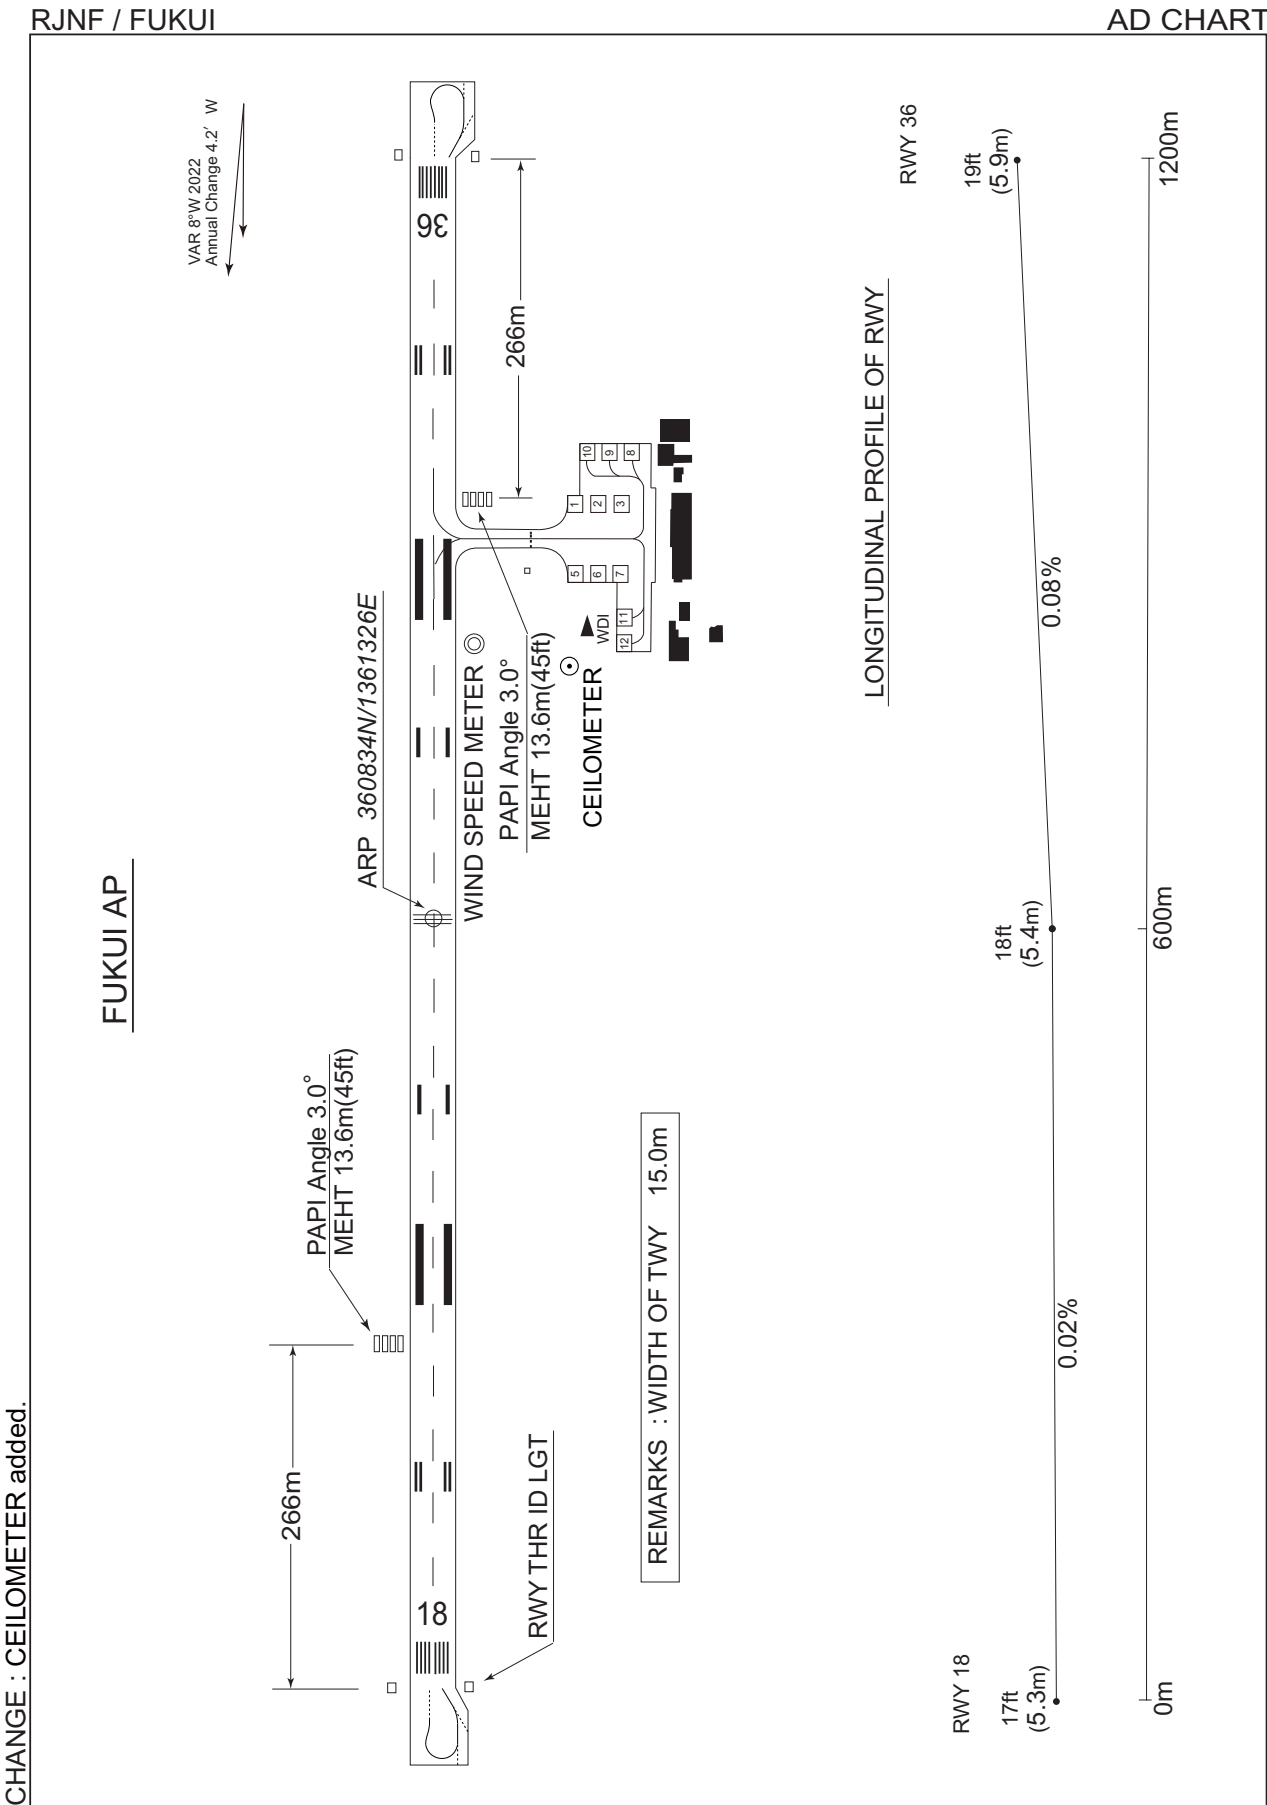 RJNF / FUKUI
AD CHART
CHANGE : CEILOMETER added.
FUKUI AP
VAR 8°W 2022
Annual Change 4.2′ W
266m
PAPI Angle 3.0°
MEHT 13.6m(45ft)
ARP 360834N/1361326E
18
36
RWY THR ID LGT
WIND SPEED METER
PAPI Angle 3.0°
MEHT 13.6m(45ft)
266m
CEILOMETER
WDI
1
2
3
5
6
7
8
9
10
11
12
REMARKS : WIDTH OF TWY 15.0m
LONGITUDINAL PROFILE OF RWY
RWY 18
17ft
(5.3m)
0.02%
18ft
(5.4m)
0.08%
RWY 36
19ft
(5.9m)
0m
600m
1200m